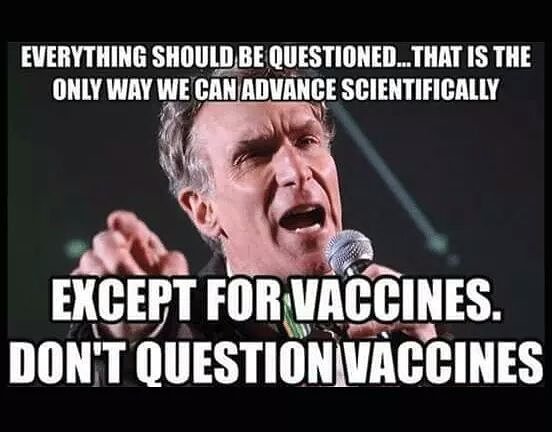 EVERYTHING SHOULD BE QUESTIONED...THAT IS THE
ONLY WAY WE CAN ADVANCE SCIENTIFICALLY
EXCEPT FOR VACCINES.
DON'T QUESTION VACCINES